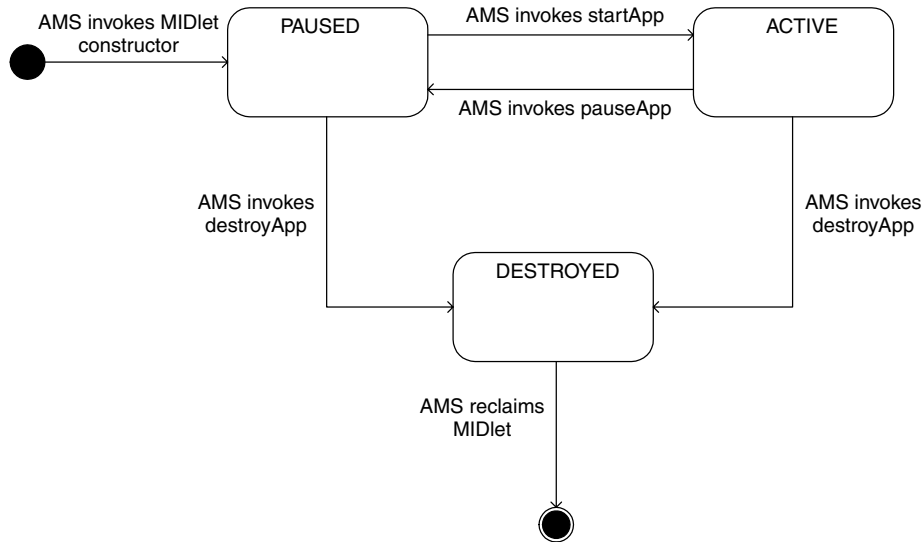 AMS invokes MIDlet
constructor
PAUSED
AMS invokes startApp
ACTIVE
AMS invokes pauseApp
AMS invokes
destroyApp
AMS invokes
destroyApp
DESTROYED
AMS reclaims
MIDlet